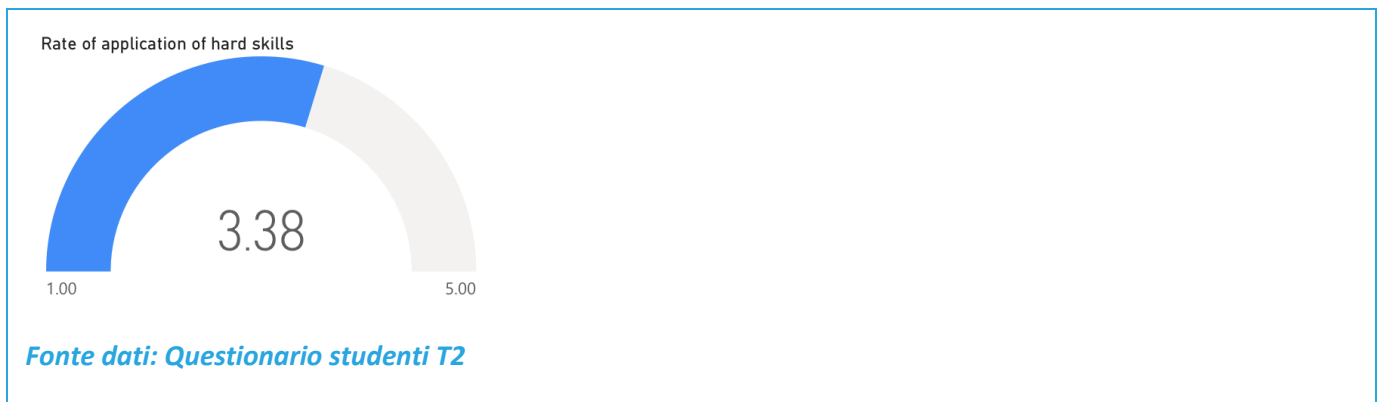 Rate of application of hard skills
3.38
1.00 5.00
Fonte dati: Questionario studenti T2